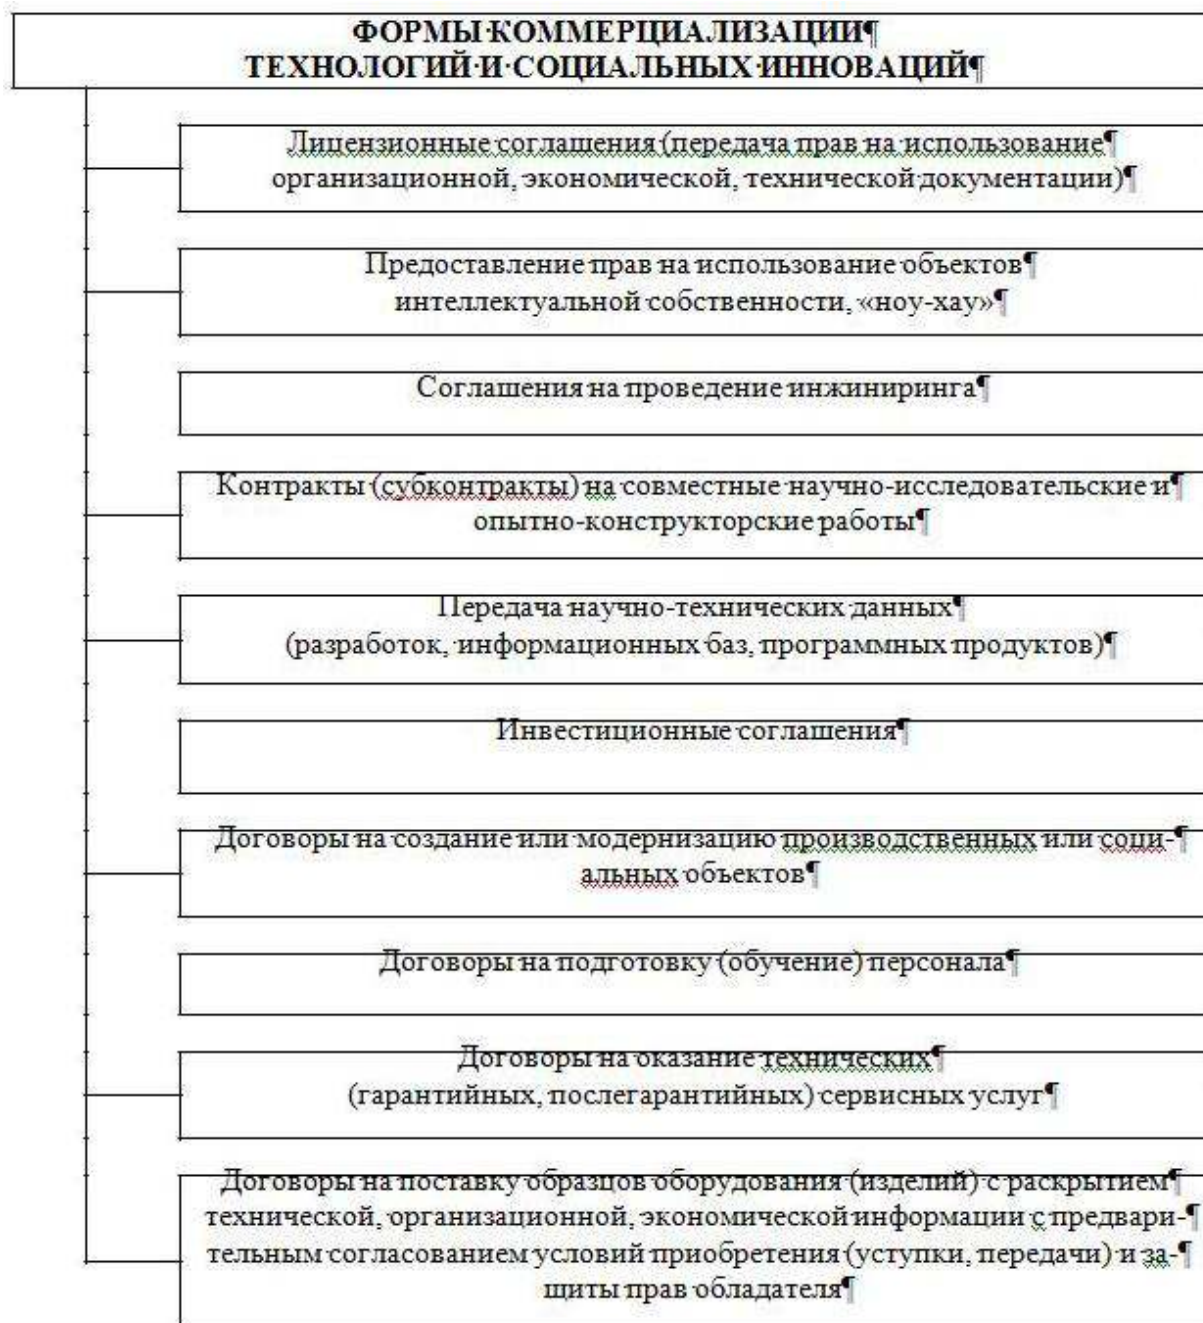 ФОРМЫ КОММЕРЦИАЛИЗАЦИИ¶
ТЕХНОЛОГИЙ И СОЦИАЛЬНЫХ ИННОВАЦИЙ¶
Лицензионные соглашения (передача прав на использование¶
организационной, экономической, технической документации)¶
Предоставление прав на использование объектов¶
интеллектуальной собственности, «ноу-хау»¶
Соглашения на проведение инжиниринга¶
Контракты (субконтракты) на совместные научно-исследовательские и¶
опытно-конструкторские работы¶
Передача научно-технических данных¶
(разработок, информационных баз, программных продуктов)¶
Инвестиционные соглашения¶
Договоры на создание или модернизацию производственных или соци-¶
альных объектов¶
Договоры на подготовку (обучение) персонала¶
Договоры на оказание технических¶
(гарантийных, послегарантийных) сервисных услуг¶
Договоры на поставку образцов оборудования (изделий) с раскрытием¶
технической, организационной, экономической информации с предвари-¶
тельным согласованием условий приобретения (уступки, передачи) и за-¶
щиты прав обладателя¶